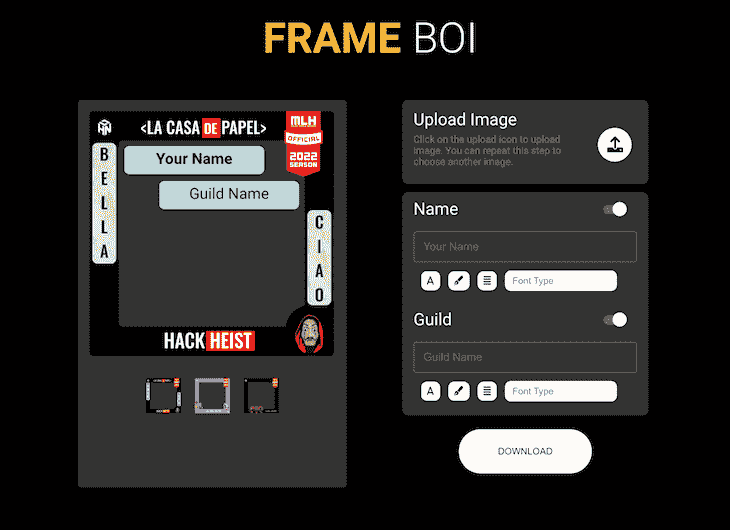 FRAME BOI
<LA CASA DE PAPEL>
MLH
OFFICIAL
2022
SEASON
BELLA
Your Name
Guild Name
CIAO
HACK HEIST
Upload Image
Click on the upload icon to upload
image. You can repeat this step to
choose another image.
Name
Your Name
A
Font Type
Guild
Guild Name
A
Font Type
DOWNLOAD